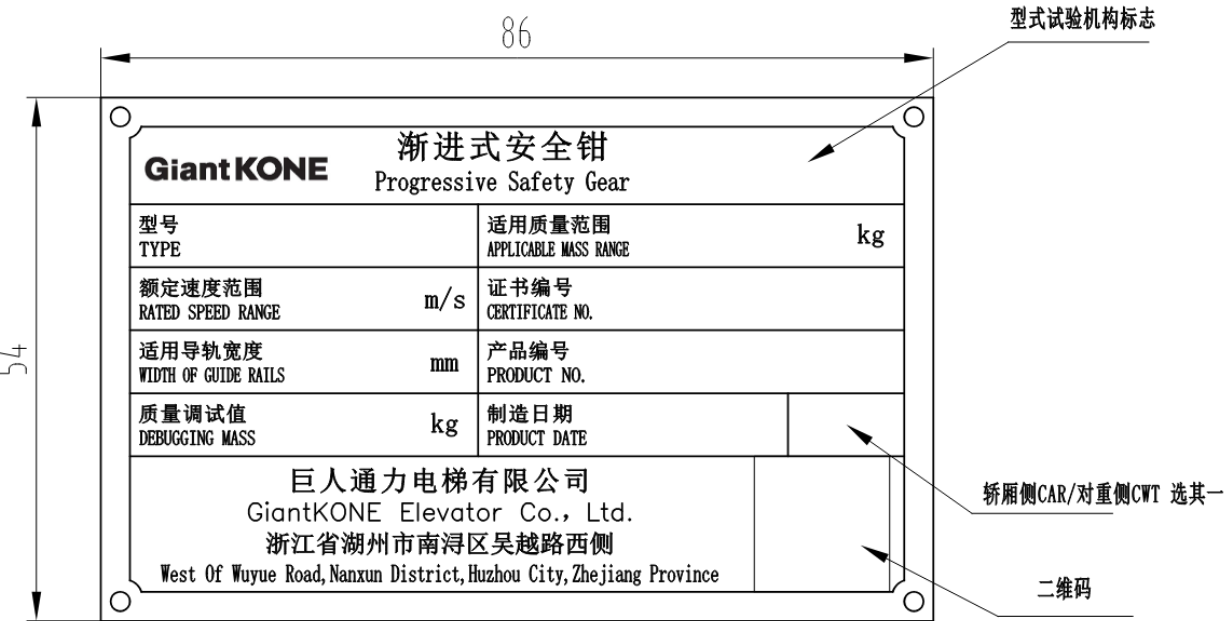 86
型式试验机构标志
54
GiantKONE
渐进式安全钳
Progressive Safety Gear
型号
TYPE
适用质量范围
APPLICABLE MASS RANGE
kg
额定速度范围
RATED SPEED RANGE
m/s
证书编号
CERTIFICATE NO.
适用导轨宽度
WIDTH OF GUIDE RAILS
mm
产品编号
PRODUCT NO.
质量调试值
DEBUGGING MASS
kg
制造日期
PRODUCT DATE
轿厢侧CAR/对重侧CWT 选其一
巨人通力电梯有限公司
GiantKONE Elevator Co., Ltd.
浙江省湖州市南浔区吴越路西侧
West Of Wuyue Road,Nanxun District,Huzhou City,Zhejiang Province
二维码